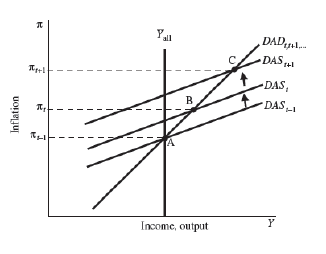 π
Y_all
DAD_t,t+1,...
C
DAS_t+1
π_t+1
B
DAS_t
π_t
DAS_t–1
Inflation
π_t–1
A
Income, output
Y